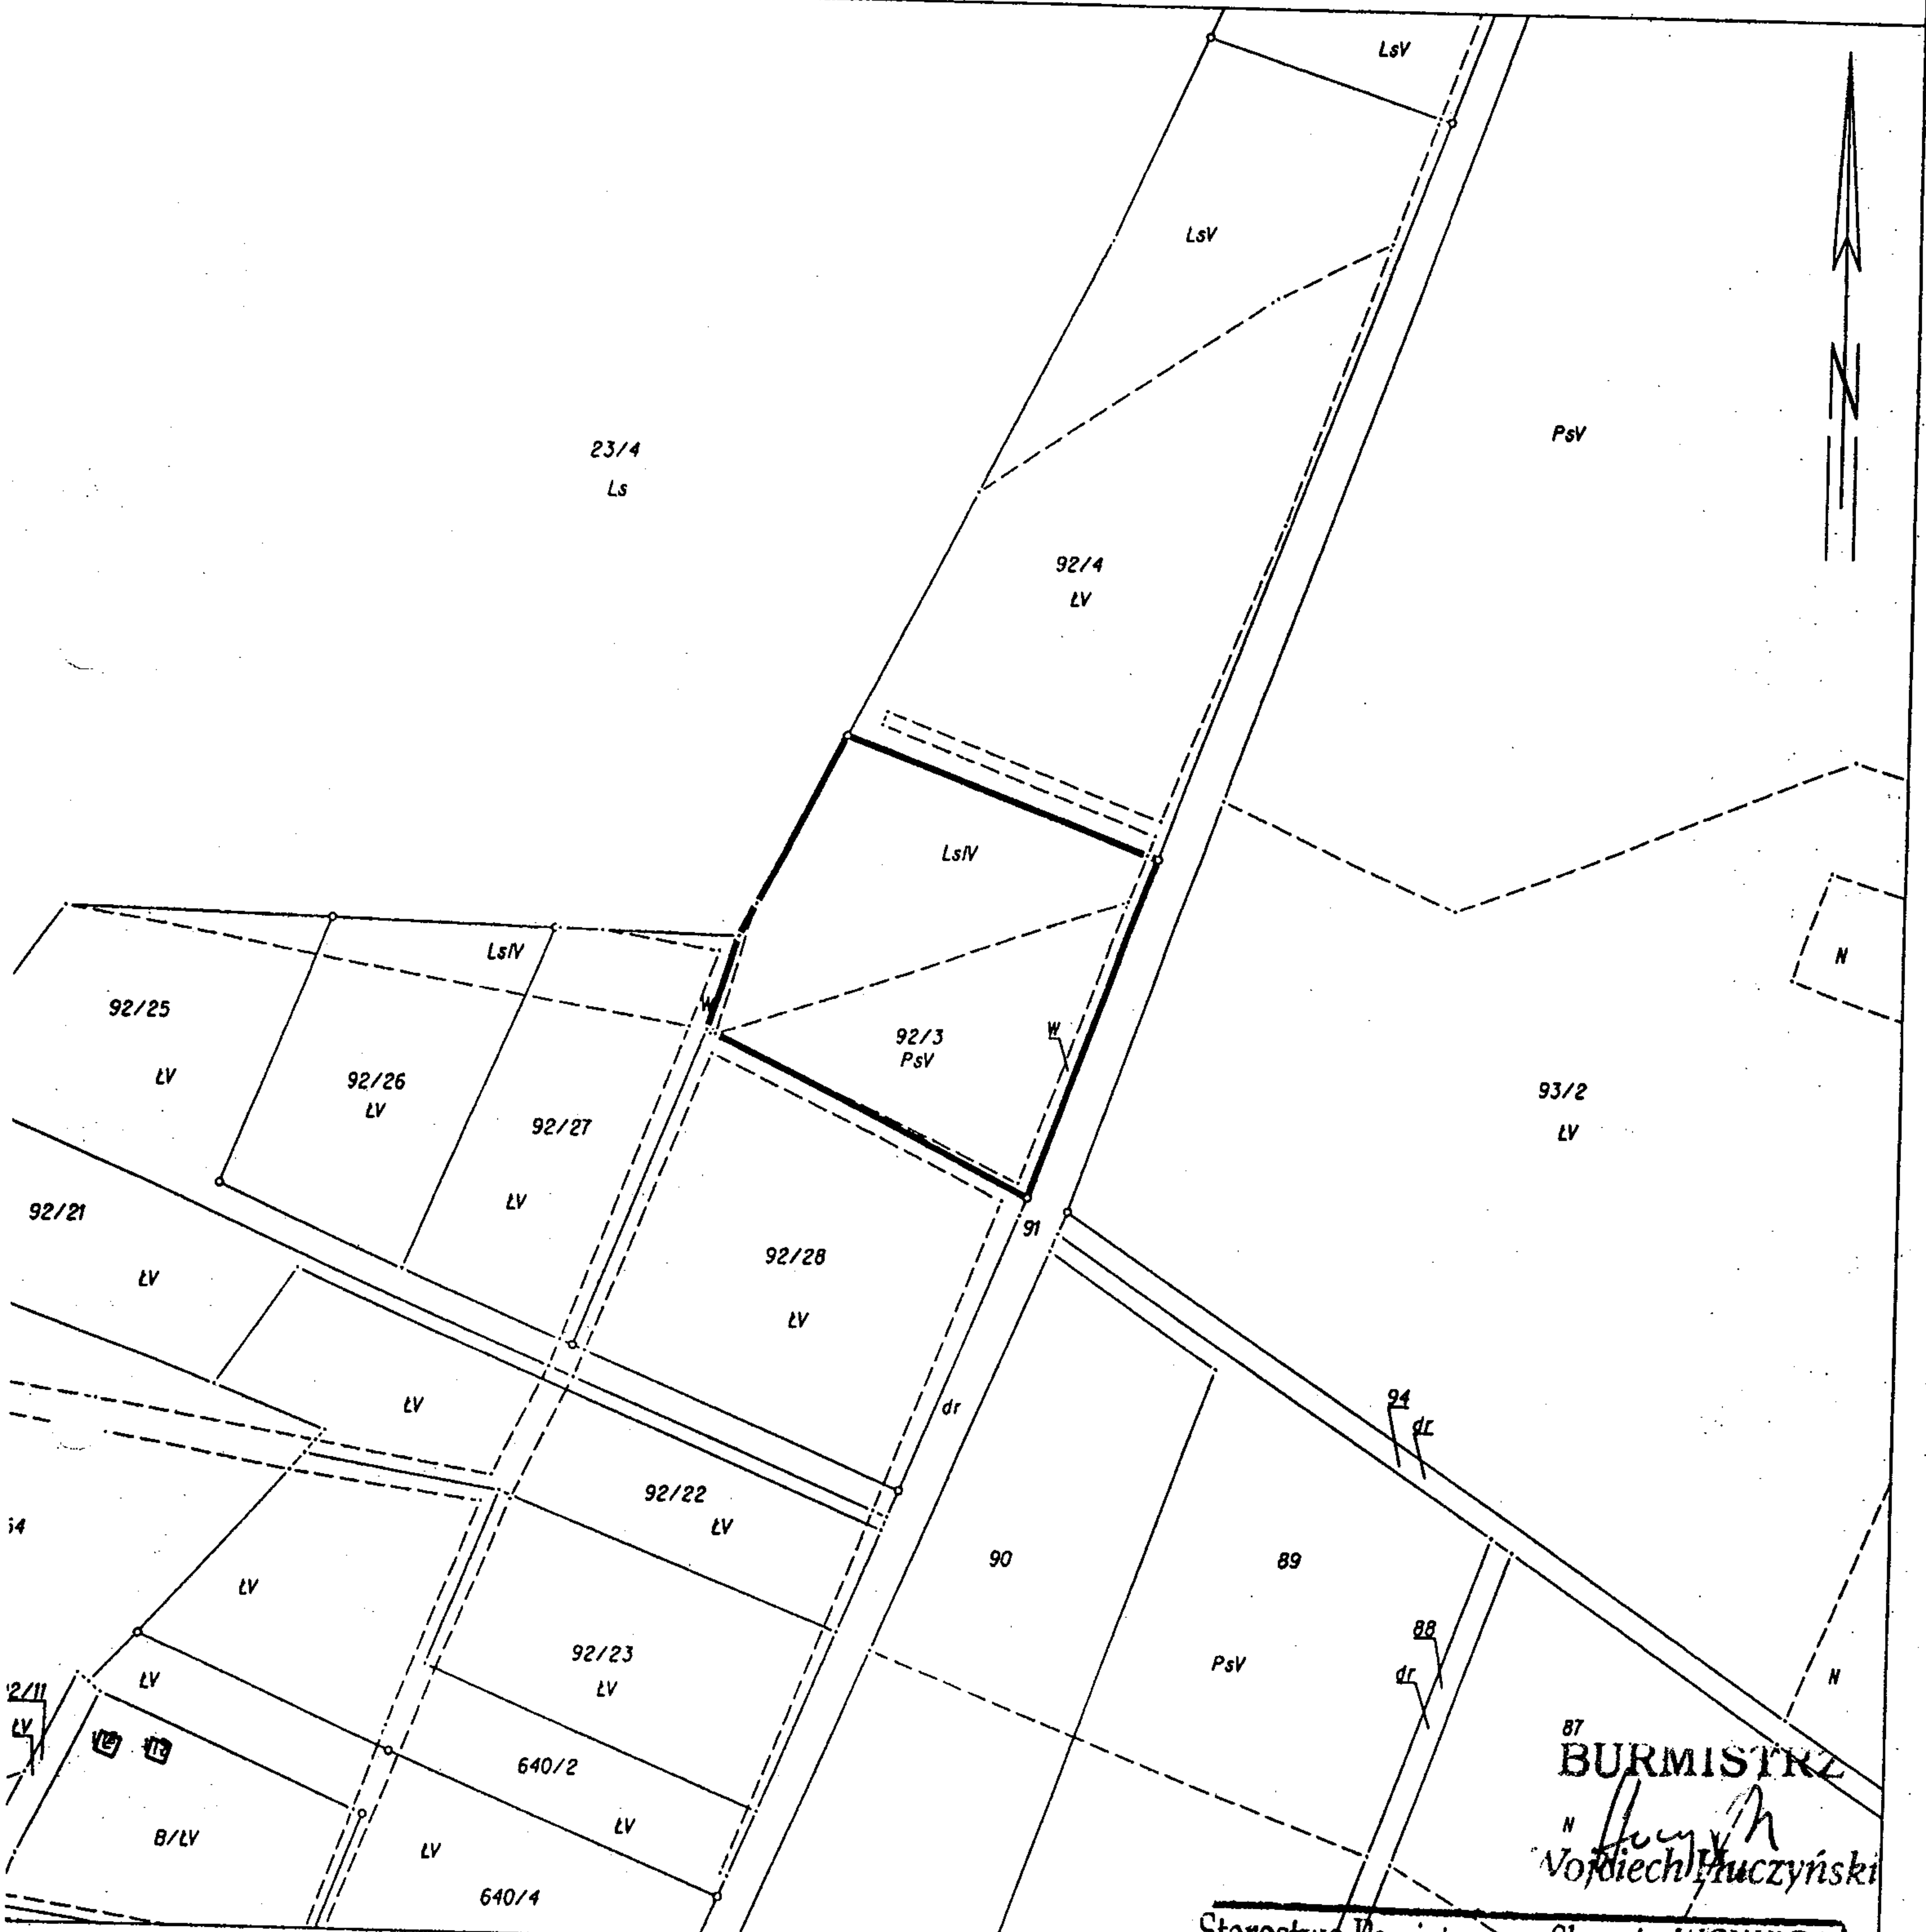 LsV
LsV
N
PsV
23/4
Ls
92/4
ŁV
LsIV
LsIV
N
92/25
W
92/3
PsV
W
ŁV
92/26
ŁV
92/27
93/2
ŁV
92/21
ŁV
91
92/28
ŁV
ŁV
ŁV
dr
94
dr
92/22
ŁV
90
89
ŁV
88
92/23
ŁV
PsV
dr
ŁV
N
87
BURMISTRZ
640/2
ŁV
B/ŁV
ŁV
N
Wojciech Huczyński
640/4